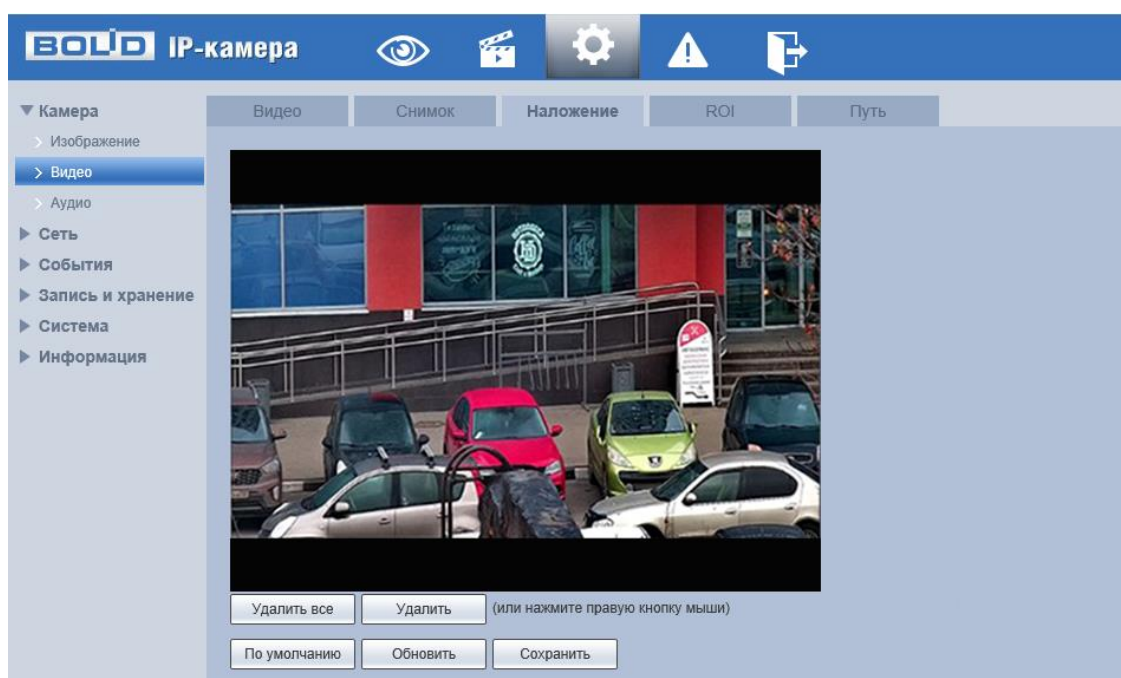 BOLID IP-камера
Камера
Видео Снимок Наложение ROI Путь
Изображение
Видео
Аудио
Сеть
События
Запись и хранение
Система
Информация
Удалить все Удалить (или нажмите правую кнопку мыши)
По умолчанию Обновить Сохранить